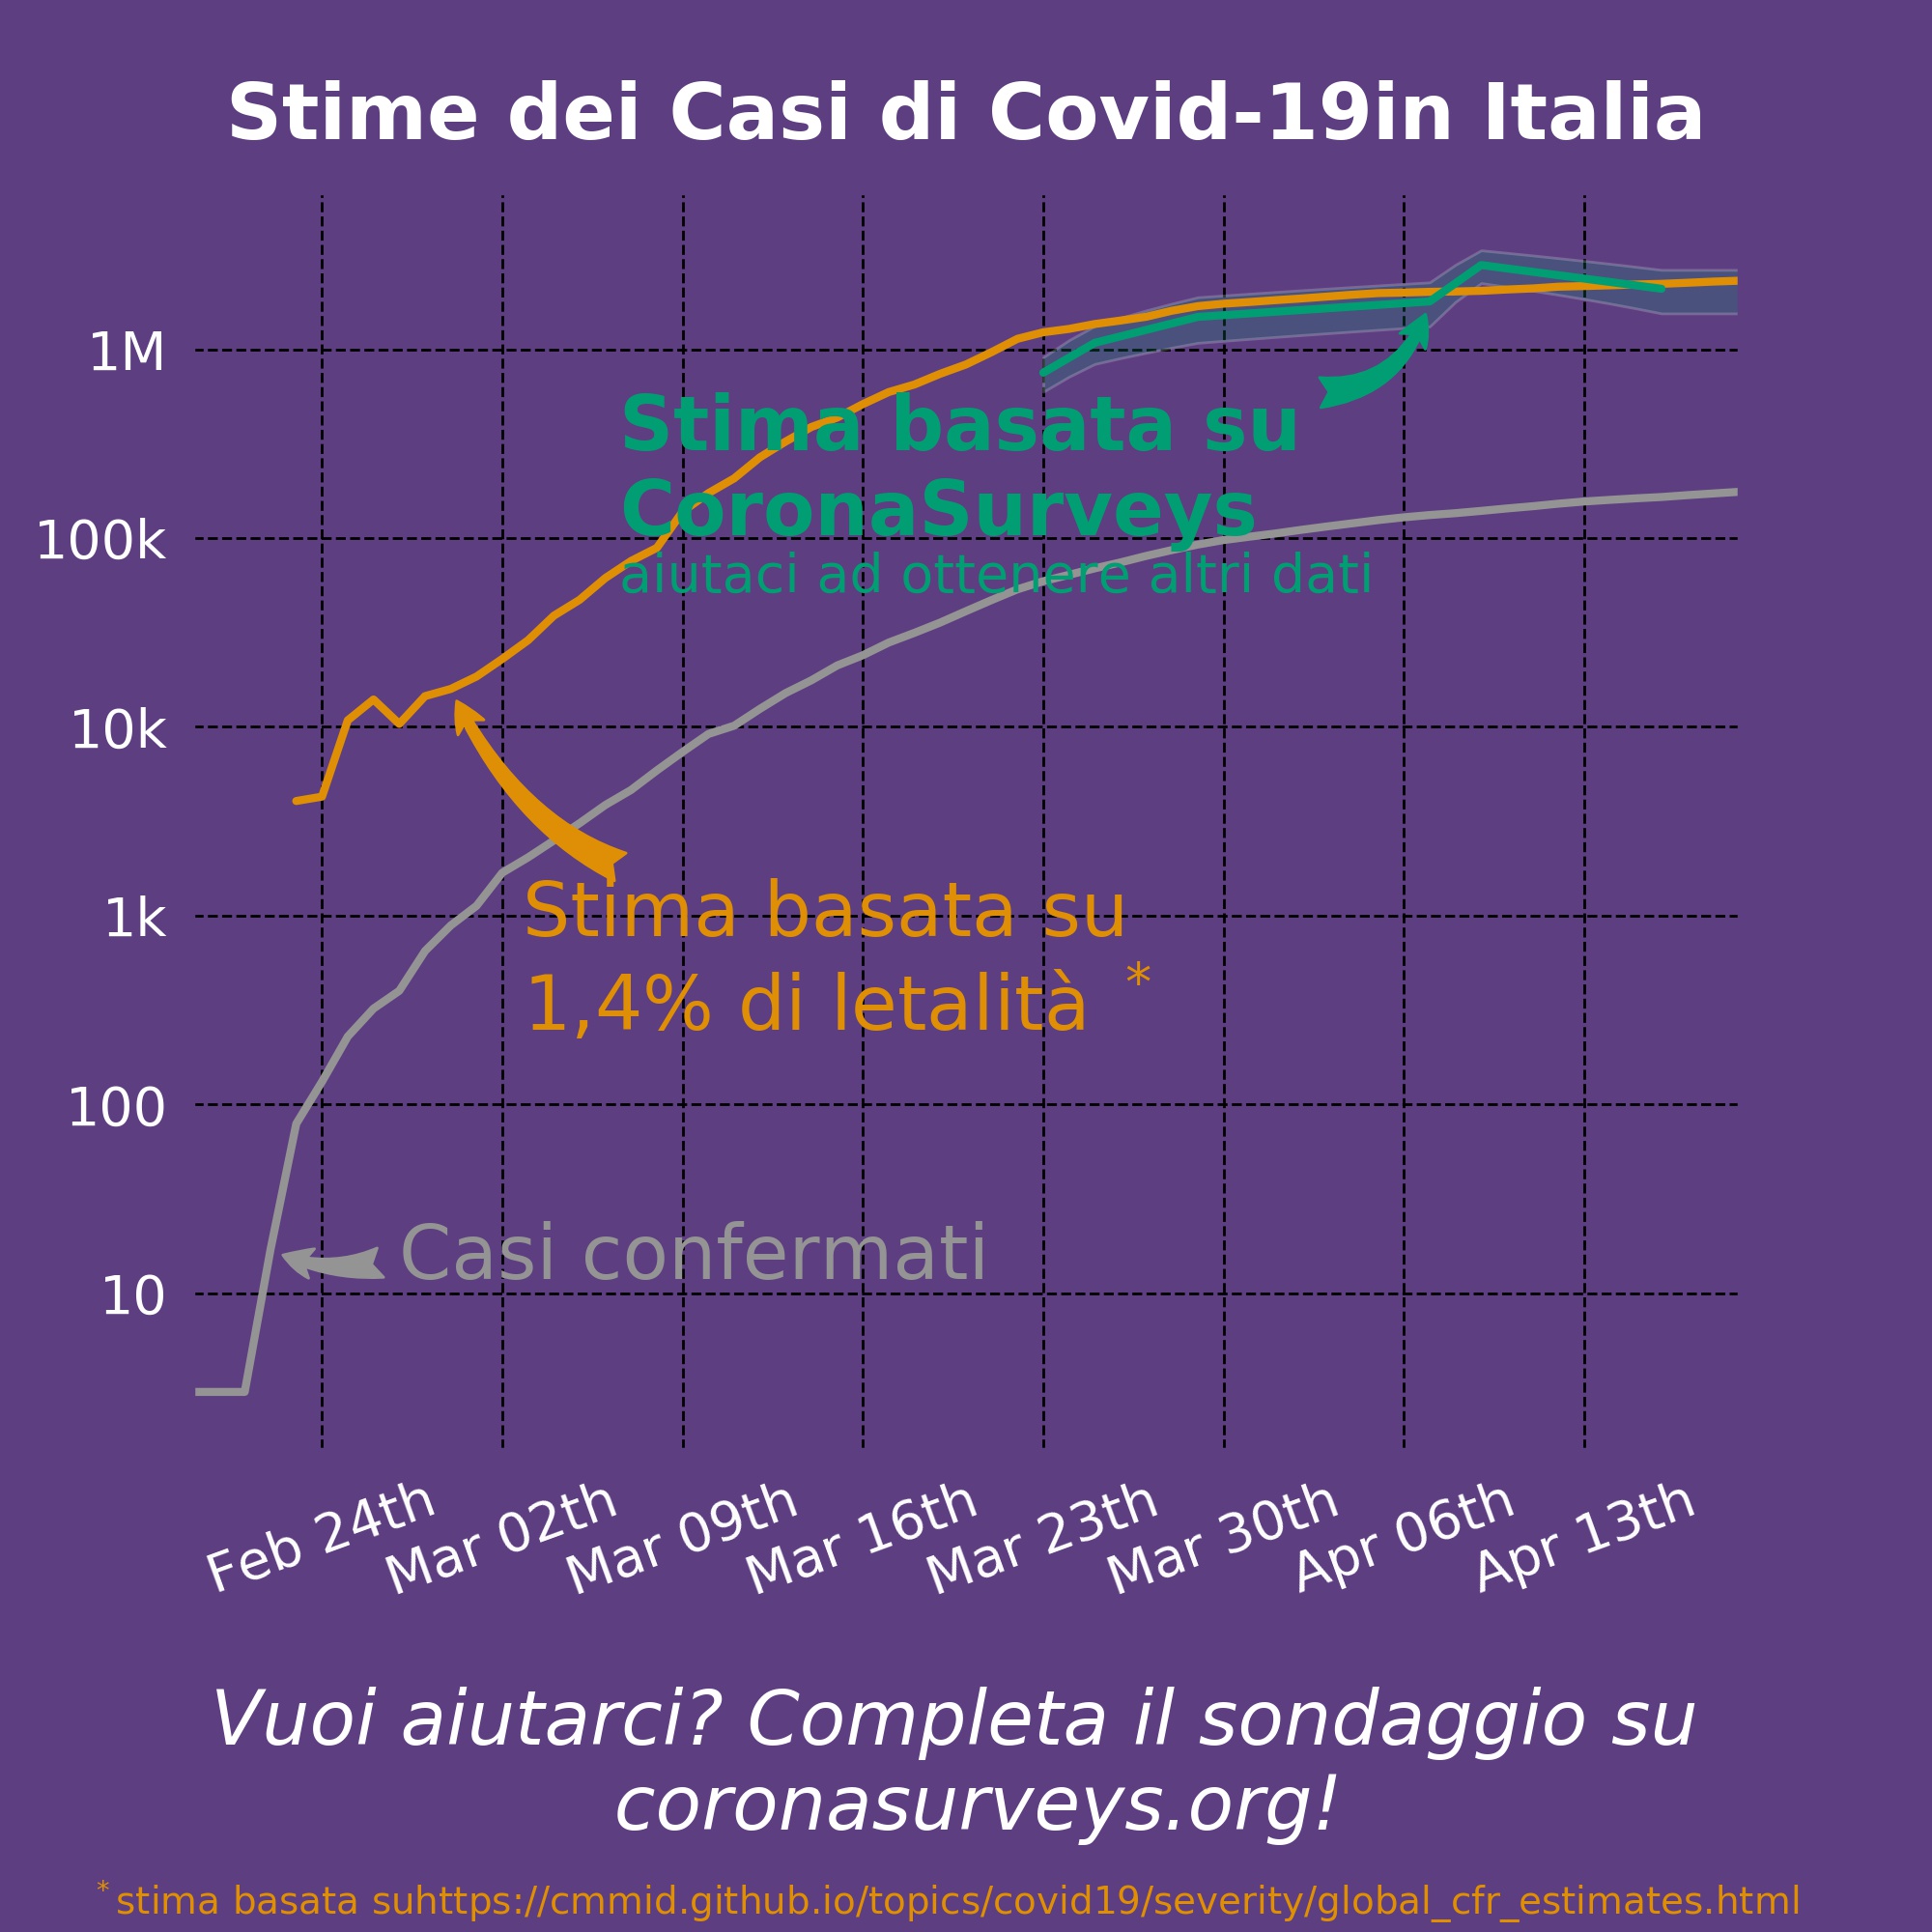 Stime dei Casi di Covid-19in Italia
1M
100k
10k
1k
100
10
Stima basata su
CoronaSurveys
aiutaci ad ottenere altri dati
Stima basata su
1,4% di letalità *
Casi confermati
Feb 24th
Mar 02th
Mar 09th
Mar 16th
Mar 23th
Mar 30th
Apr 06th
Apr 13th
Vuoi aiutarci? Completa il sondaggio su
coronasurveys.org!
* stima basata suhttps://cmmid.github.io/topics/covid19/severity/global_cfr_estimates.html